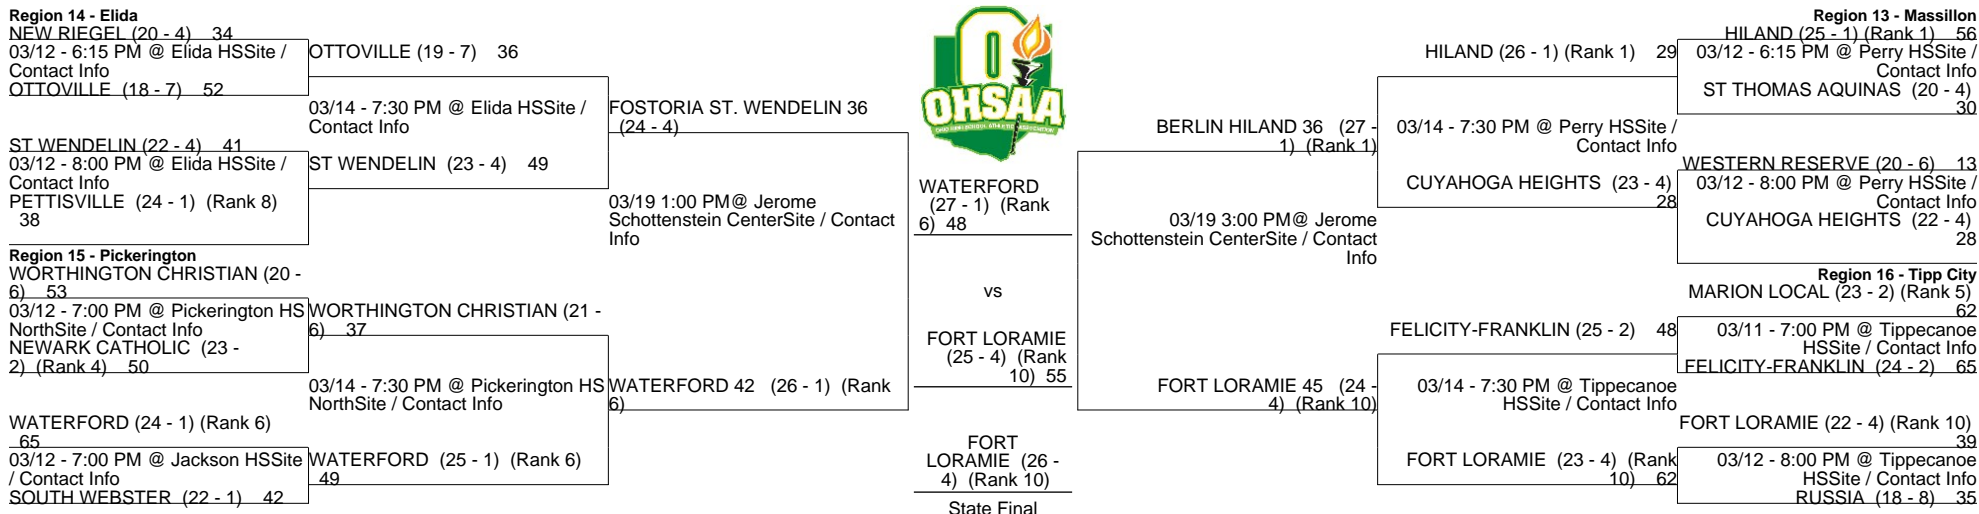 Region 14 - Elida
NEW RIEGEL (20 - 4) 34
03/12 - 6:15 PM @ Elida HSSite /
Contact Info
OTTOVILLE (18 - 7) 52
ST WENDELIN (22 - 4) 41
03/12 - 8:00 PM @ Elida HSSite /
Contact Info
PETTISVILLE (24 - 1) (Rank 8)
38
Region 15 - Pickerington
WORTHINGTON CHRISTIAN (20 -
6) 53
03/12 - 7:00 PM @ Pickerington HS
NorthSite / Contact Info
NEWARK CATHOLIC (23 -
2) (Rank 4) 50
WATERFORD (24 - 1) (Rank 6)
65
03/12 - 7:00 PM @ Jackson HSSite
/ Contact Info
SOUTH WEBSTER (22 - 1) 42
OTTOVILLE (19 - 7) 36
03/14 - 7:30 PM @ Elida HSSite /
Contact Info
ST WENDELIN (23 - 4) 49
WORTHINGTON CHRISTIAN (21 -
6) 37
03/14 - 7:30 PM @ Pickerington HS
NorthSite / Contact Info
WATERFORD (25 - 1) (Rank 6)
49
FOSTORIA ST. WENDELIN 36
(24 - 4)
03/19 1:00 PM@ Jerome
Schottenstein CenterSite / Contact
Info
WATERFORD 42 (26 - 1) (Rank
6)
OHSAA
WATERFORD
(27 - 1) (Rank
6) 48
vs
FORT LORAMIE
(25 - 4) (Rank
10) 55
FORT
LORAMIE (26 -
4) (Rank 10)
State Final
BERLIN HILAND 36 (27 -
1) (Rank 1)
03/19 3:00 PM@ Jerome
Schottenstein CenterSite / Contact
Info
FORT LORAMIE 45 (24 -
4) (Rank 10)
HILAND (26 - 1) (Rank 1) 29
03/14 - 7:30 PM @ Perry HSSite /
Contact Info
CUYAHOGA HEIGHTS (23 - 4)
28
FELICITY-FRANKLIN (25 - 2) 48
03/14 - 7:30 PM @ Tippecanoe
HSSite / Contact Info
FORT LORAMIE (23 - 4) (Rank
10) 62
Region 13 - Massillon
HILAND (25 - 1) (Rank 1) 56
03/12 - 6:15 PM @ Perry HSSite /
Contact Info
ST THOMAS AQUINAS (20 - 4)
30
WESTERN RESERVE (20 - 6) 13
03/12 - 8:00 PM @ Perry HSSite /
Contact Info
CUYAHOGA HEIGHTS (22 - 4)
28
Region 16 - Tipp City
MARION LOCAL (23 - 2) (Rank 5)
62
03/11 - 7:00 PM @ Tippecanoe
HSSite / Contact Info
FELICITY-FRANKLIN (24 - 2) 65
FORT LORAMIE (22 - 4) (Rank 10)
39
03/12 - 8:00 PM @ Tippecanoe
HSSite / Contact Info
RUSSIA (18 - 8) 35